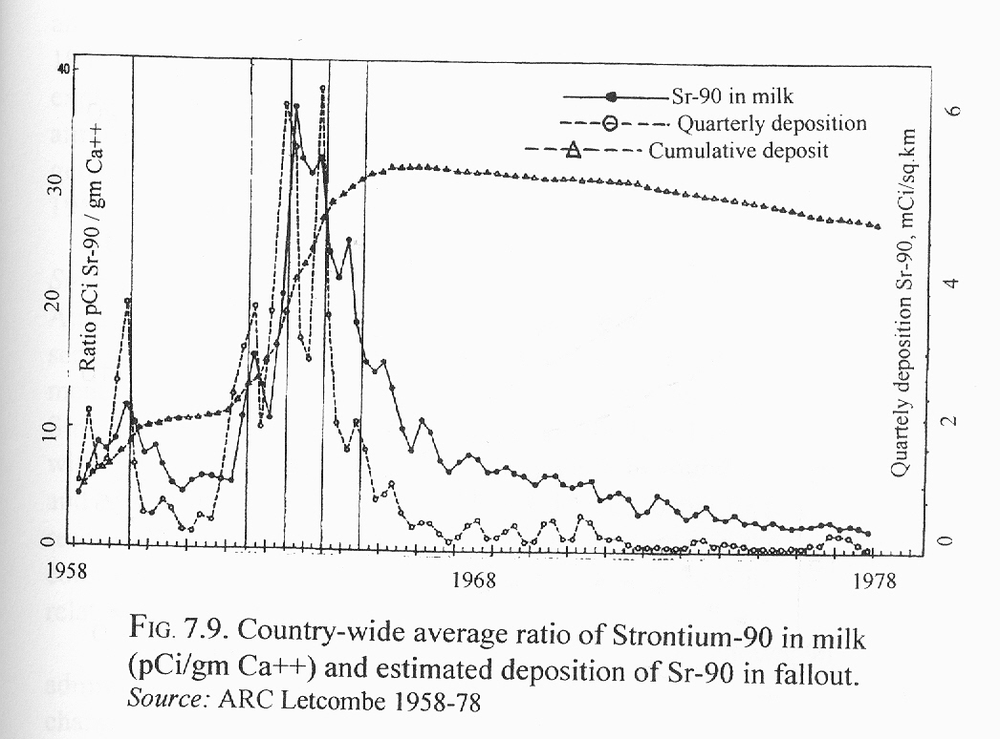 40
30
20
10
0
Ratio pCi Sr-90 / gm Ca++
Sr-90 in milk
Quarterly deposition
Cumulative deposit
6
4
2
0
Quartely deposition Sr-90, mCi/sq.km
1958
1968
1978
FIG. 7.9. Country-wide average ratio of Strontium-90 in milk
(pCi/gm Ca++) and estimated deposition of Sr-90 in fallout.
Source: ARC Letcombe 1958-78